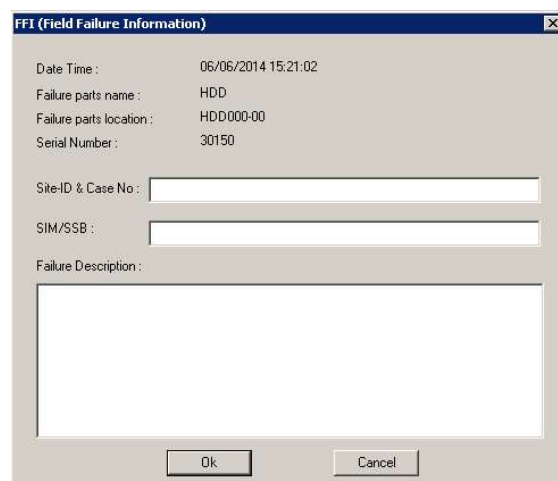 FFI (Field Failure Information)
Date Time : 06/06/2014 15:21:02
Failure parts name : HDD
Failure parts location : HDD000-00
Serial Number : 30150
Site-ID & Case No :
SIM/SSB :
Failure Description :
Ok Cancel